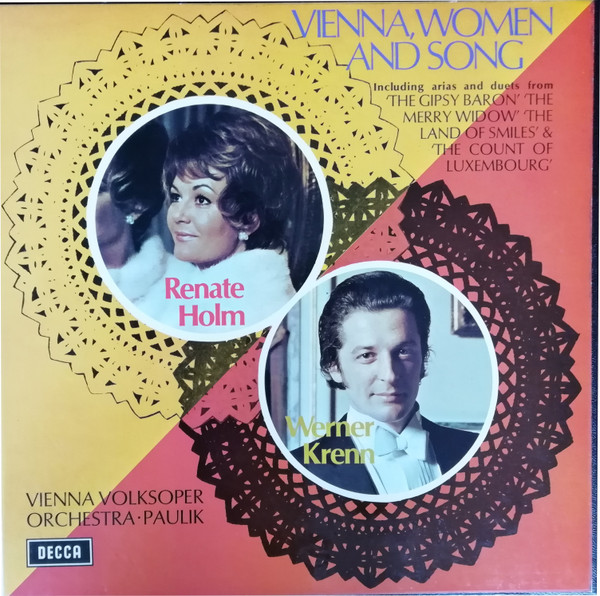 VIENNA, WOMEN
AND SONG
Including arias and duets from
'THE GIPSY BARON' 'THE
MERRY WIDOW' 'THE
LAND OF SMILES' &
'THE COUNT OF
LUXEMBOURG'
Renate
Holm
Werner
Krenn
VIENNA VOLKSOPER
ORCHESTRA · PAULIK
DECCA